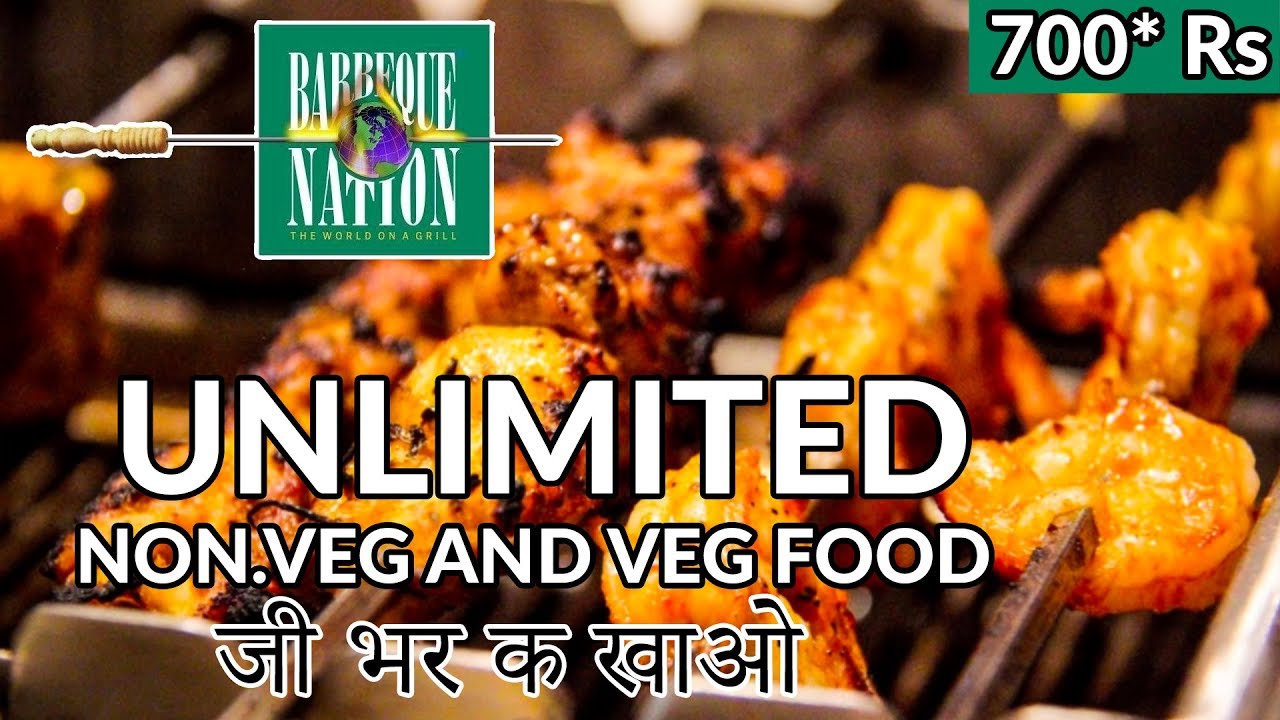 700* Rs
BARBEQUE
NATION
THE WORLD ON A GRILL
UNLIMITED
NON.VEG AND VEG FOOD
जी भर क खाओ